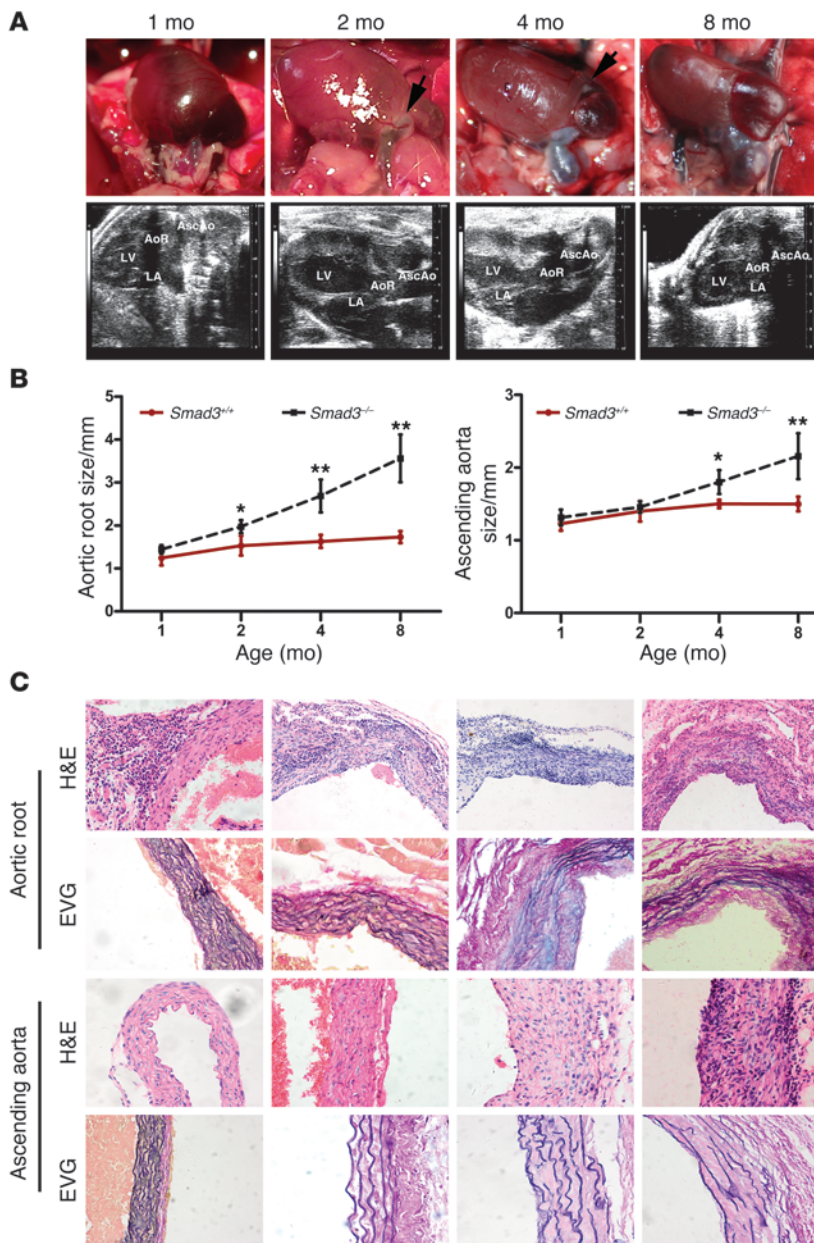 A
1 mo 2 mo 4 mo 8 mo
AscAo
AoR
LV
LA
LV
AscAo
AoR
LA
AscAo
LV
AoR
LA
AscAo
AoR
LV
LA
B
Smad3+/+ Smad3–/–
Aortic root size/mm
5
4
3
2
1
0
* ** **
1 2 4 8
Age (mo)
Smad3+/+ Smad3–/–
Ascending aorta
size/mm
3
2
1
0
* **
1 2 4 8
Age (mo)
C
Aortic root
H&E
EVG
Ascending aorta
H&E
EVG